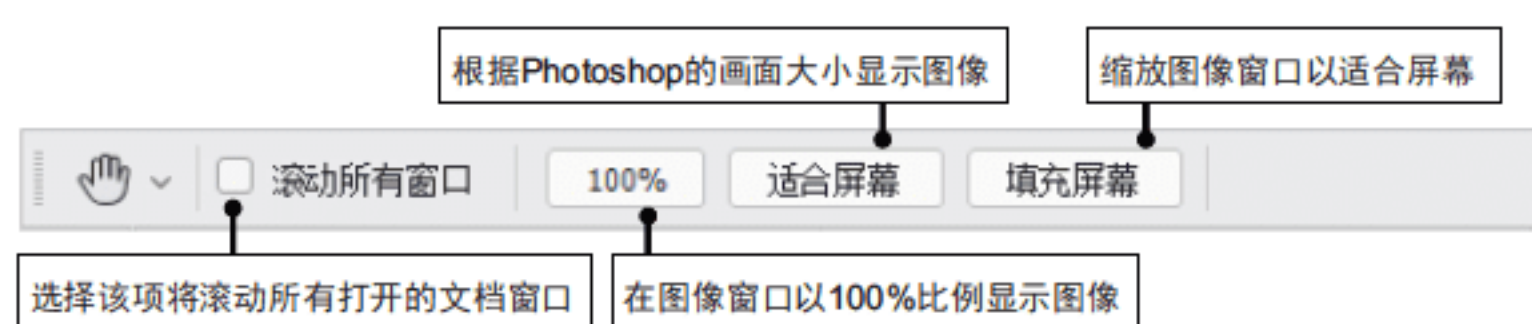 根据Photoshop的画面大小显示图像
缩放图像窗口以适合屏幕
滚动所有窗口
100%
适合屏幕
填充屏幕
选择该项将滚动所有打开的文档窗口
在图像窗口以100%比例显示图像